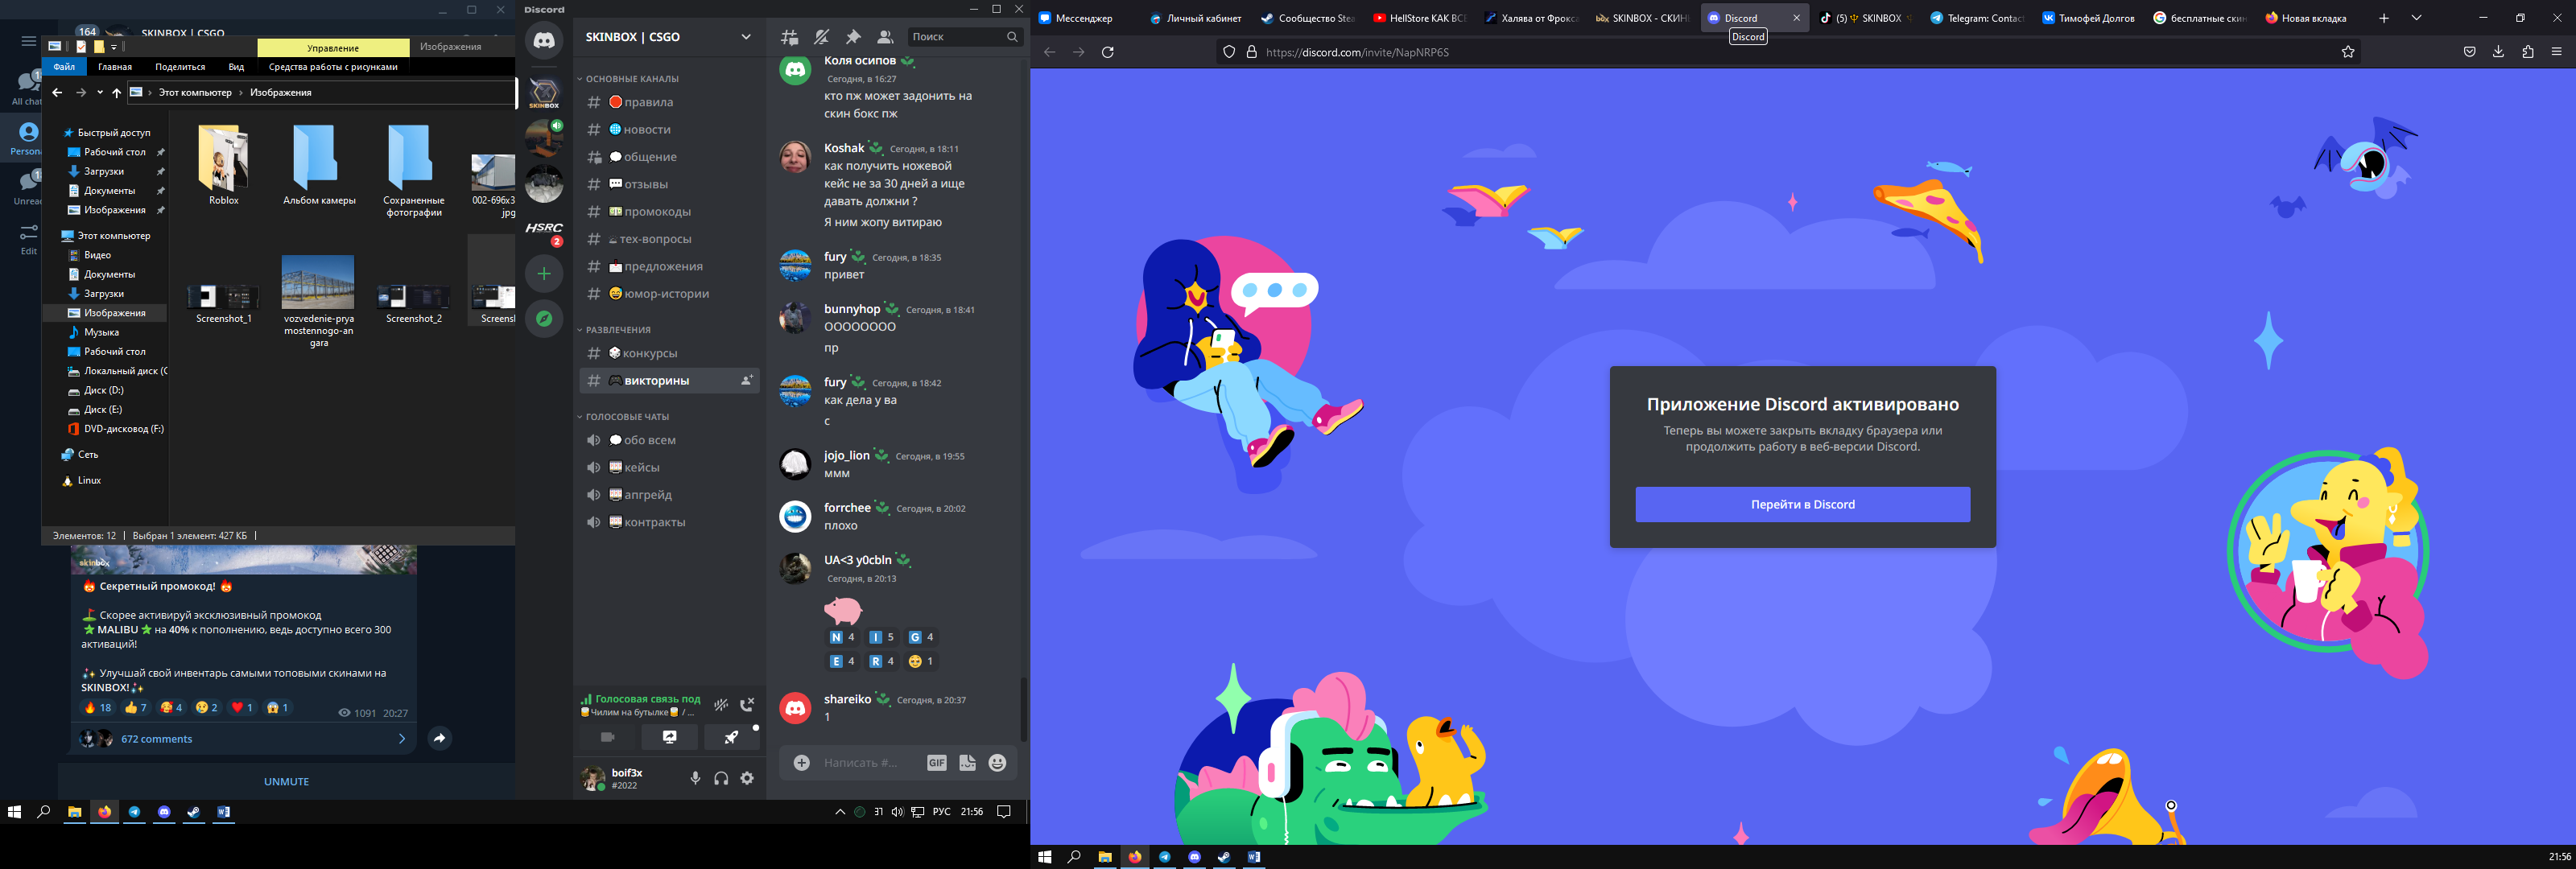 164
SKINBOX | CSGO
All chat
Persona
Unrea
Edit
Управление
Изображения
Файл
Главная
Поделиться
Вид
Средства работы с рисунками
Этот компьютер
Изображения
Быстрый доступ
Рабочий стол
Загрузки
Документы
Изображения
Этот компьютер
Видео
Документы
Загрузки
Изображения
Музыка
Рабочий стол
Локальный диск (C
Диск (D:)
Диск (E:)
DVD-дисковод (F:)
Сеть
Linux
Roblox
Альбом камеры
Сохраненные
фотографии
002-696x3
jpg
Screenshot_1
vozvedenie-prya
mostennogo-an
gara
Screenshot_2
Screensh
Элементов: 12
Выбран 1 элемент: 427 КБ
skinbox
Секретный промокод!
Скорее активируй эксклюзивный промокод
MALIBU на 40% к пополнению, ведь доступно всего 300
активаций!
Улучшай свой инвентарь самыми топовыми скинами на
SKINBOX!
18 7 4 2 1 1
1091 20:27
672 comments
UNMUTE
Discord
SKINBOX
HSRC
2
SKINBOX | CSGO
ОСНОВНЫЕ КАНАЛЫ
правила
новости
общение
отзывы
промокоды
тех-вопросы
предложения
юмор-истории
РАЗВЛЕЧЕНИЯ
конкурсы
викторины
ГОЛОСОВЫЕ ЧАТЫ
обо всем
кейсы
апгрейд
контракты
Голосовая связь под
Чилим на бутылке / ...
boif3x
#2022
Поиск
Коля осипов
Сегодня, в 16:27
кто пж может задонить на
скин бокс пж
Koshak Сегодня, в 18:11
как получить ножевой
кейс не за 30 дней а ище
давать должни ?
Я ним жопу витираю
fury Сегодня, в 18:35
привет
bunnyhop Сегодня, в 18:41
ОООООООО
пр
fury Сегодня, в 18:42
как дела у ва
с
jojo_lion Сегодня, в 19:55
ммм
forrchee Сегодня, в 20:02
плохо
UA<3 y0cbln
Сегодня, в 20:13
N 4 I 5 G 4
E 4 R 4 1
shareiko Сегодня, в 20:37
1
Написать #...
GIF
РУС
21:56
Мессенджер
Личный кабинет
Сообщество Stea
HellStore КАК ВСЕ
Халява от Фрокса
SKINBOX - СКИН
Discord
(5) SKINBOX
Telegram: Contact
Тимофей Долгов
бесплатные скин
Новая вкладка
Discord
https://discord.com/invite/NapNRP6S
Приложение Discord активировано
Теперь вы можете закрыть вкладку браузера или
продолжить работу в веб-версии Discord.
Перейти в Discord
21:56